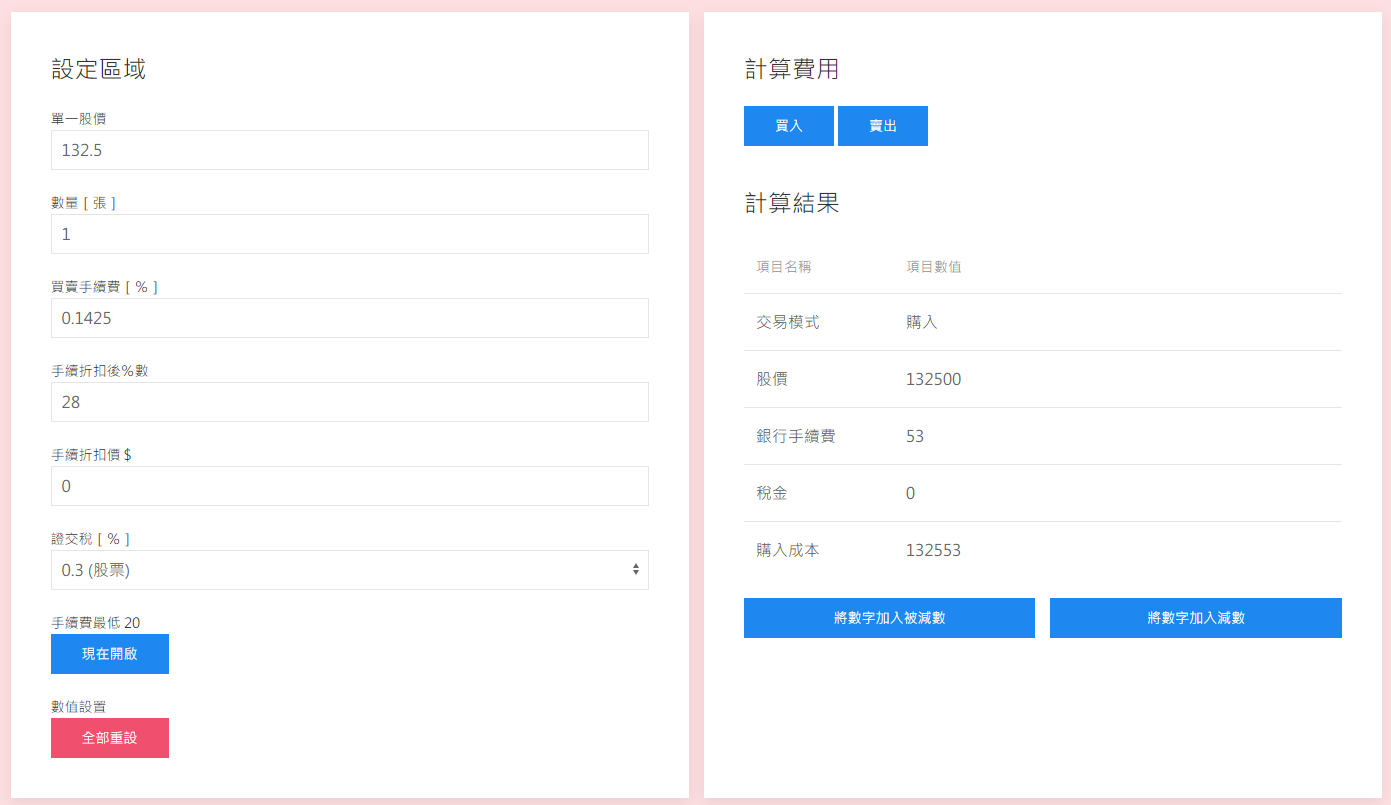 設定區域
單一股價
132.5
數量 [ 張 ]
1
買賣手續費 [ % ]
0.1425
手續折扣後%數
28
手續折扣價 $
0
證交稅 [ % ]
0.3 (股票)
手續費最低 20
現在開啟
數值設置
全部重設
計算費用
買入 賣出
計算結果
項目名稱 項目數值
交易模式 購入
股價 132500
銀行手續費 53
稅金 0
購入成本 132553
將數字加入被減數 將數字加入減數